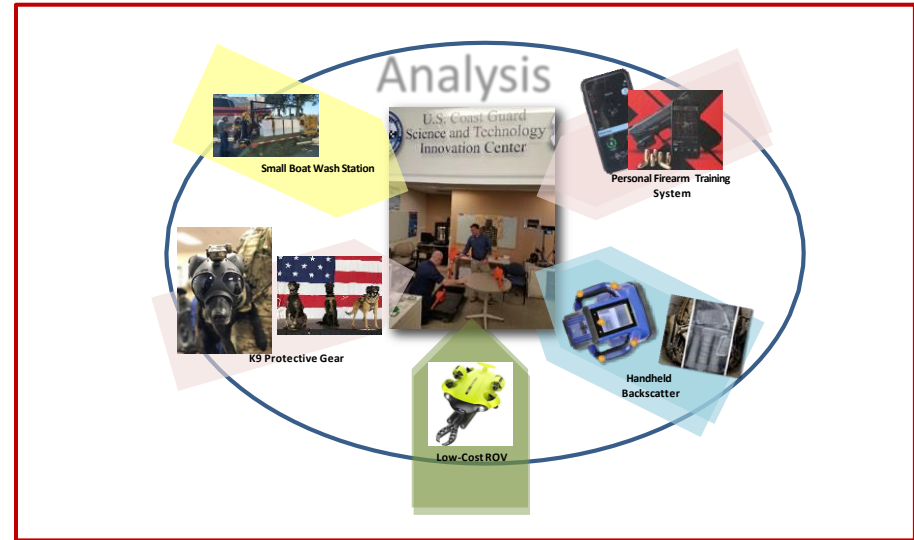 Analysis
U.S. Coast Guard
Science and Technology
Innovation Center
Small Boat Wash Station
Personal Firearm Training
System
K9 Protective Gear
Handheld
Backscatter
Low-Cost ROV